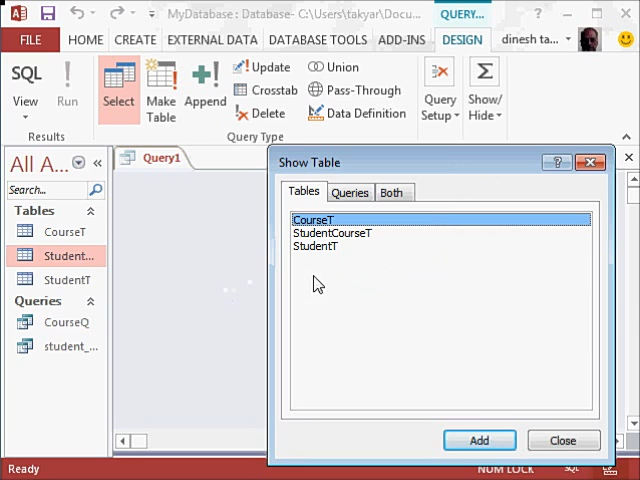 MyDatabase : Database- C:\Users\takyar\Docu...
QUERY...
?
FILE
HOME
CREATE
EXTERNAL DATA
DATABASE TOOLS
ADD-INS
DESIGN
dinesh ta...
SQL
View
Run
Results
Select
Make
Table
Append
Update
Crosstab
Delete
Union
Pass-Through
Data Definition
Query Type
Query
Setup
Show/
Hide
All A...
Search...
Tables
CourseT
Student...
StudentT
Queries
CourseQ
student_...
Query1
Show Table
?
Tables
Queries
Both
CourseT
StudentCourseT
StudentT
Add
Close
Ready
NUM LOCK
SQL